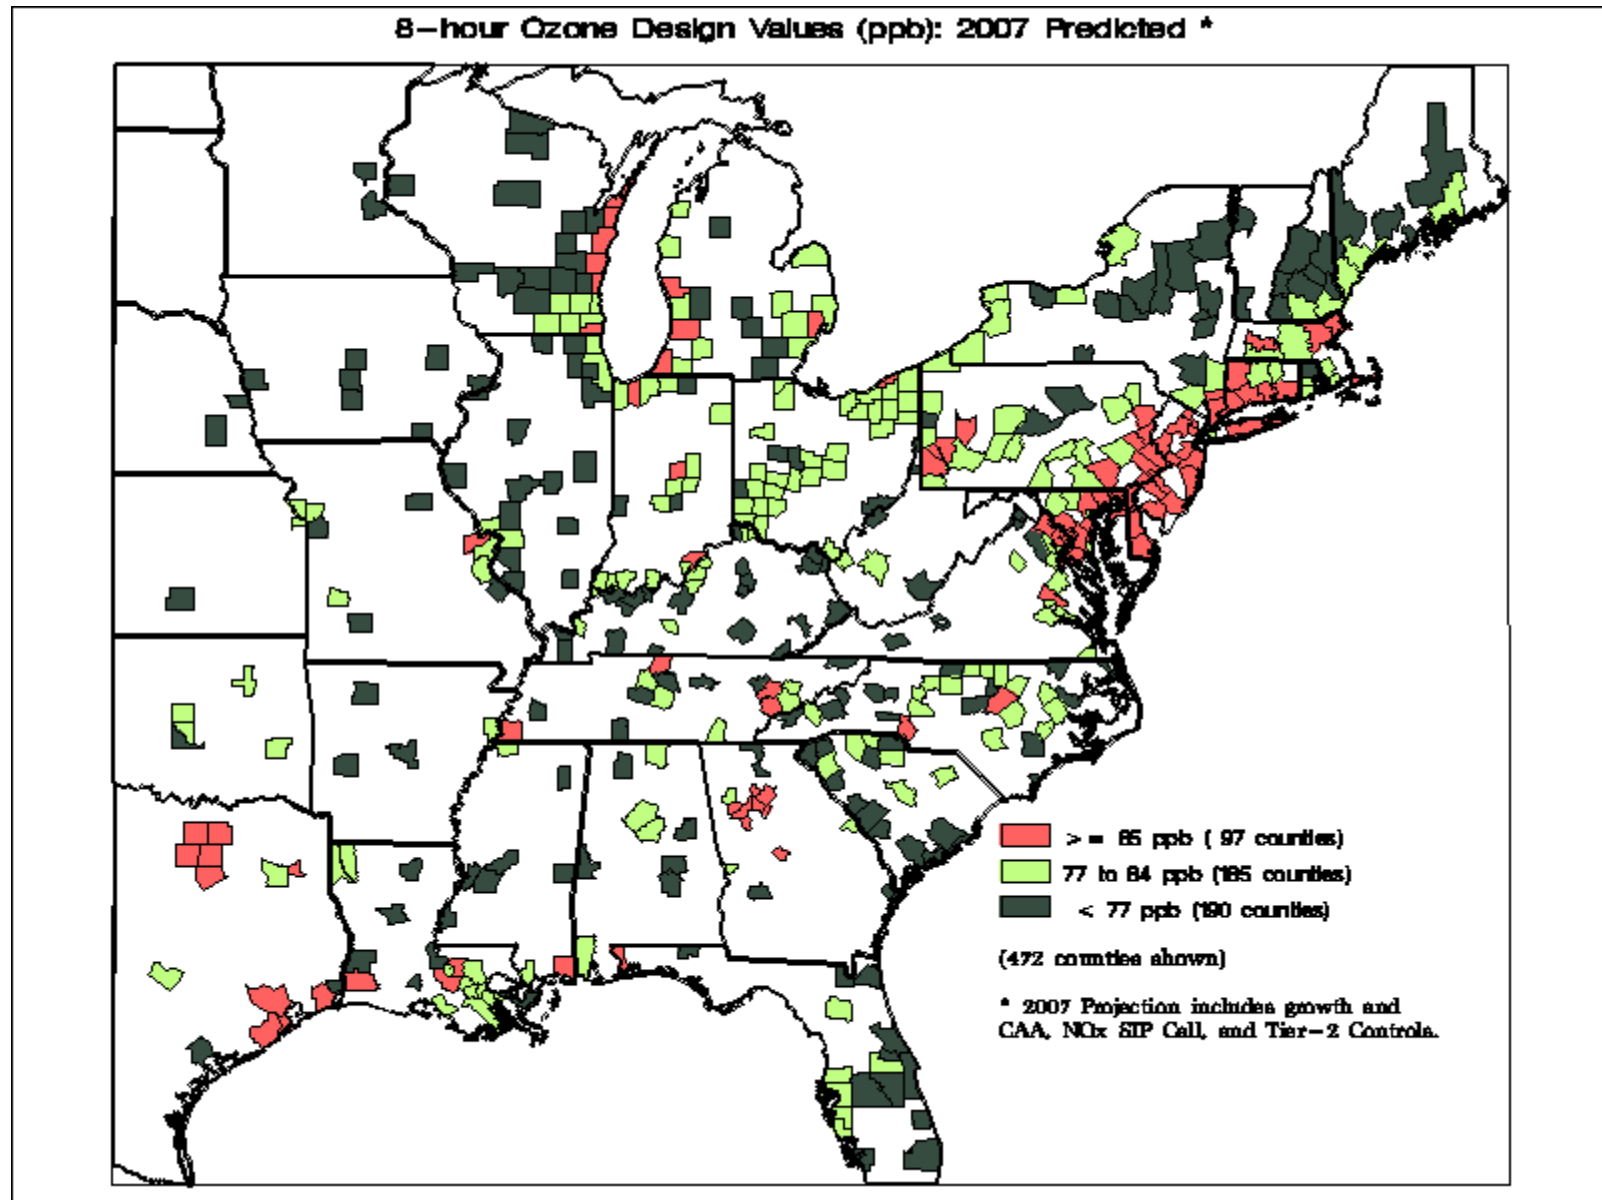 8-hour Ozone Design Values (ppb): 2007 Predicted *
>= 85 ppb ( 97 counties)
77 to 84 ppb (185 counties)
< 77 ppb (190 counties)
(472 counties shown)
* 2007 Projection includes growth and
CAA, NOx SIP Call, and Tier-2 Controls.